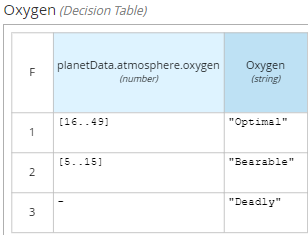 Oxygen (Decision Table)
F planetData.atmosphere.oxygen Oxygen
(number) (string)
1 [16..49] "Optimal"
2 [5..15] "Bearable"
3 - "Deadly"